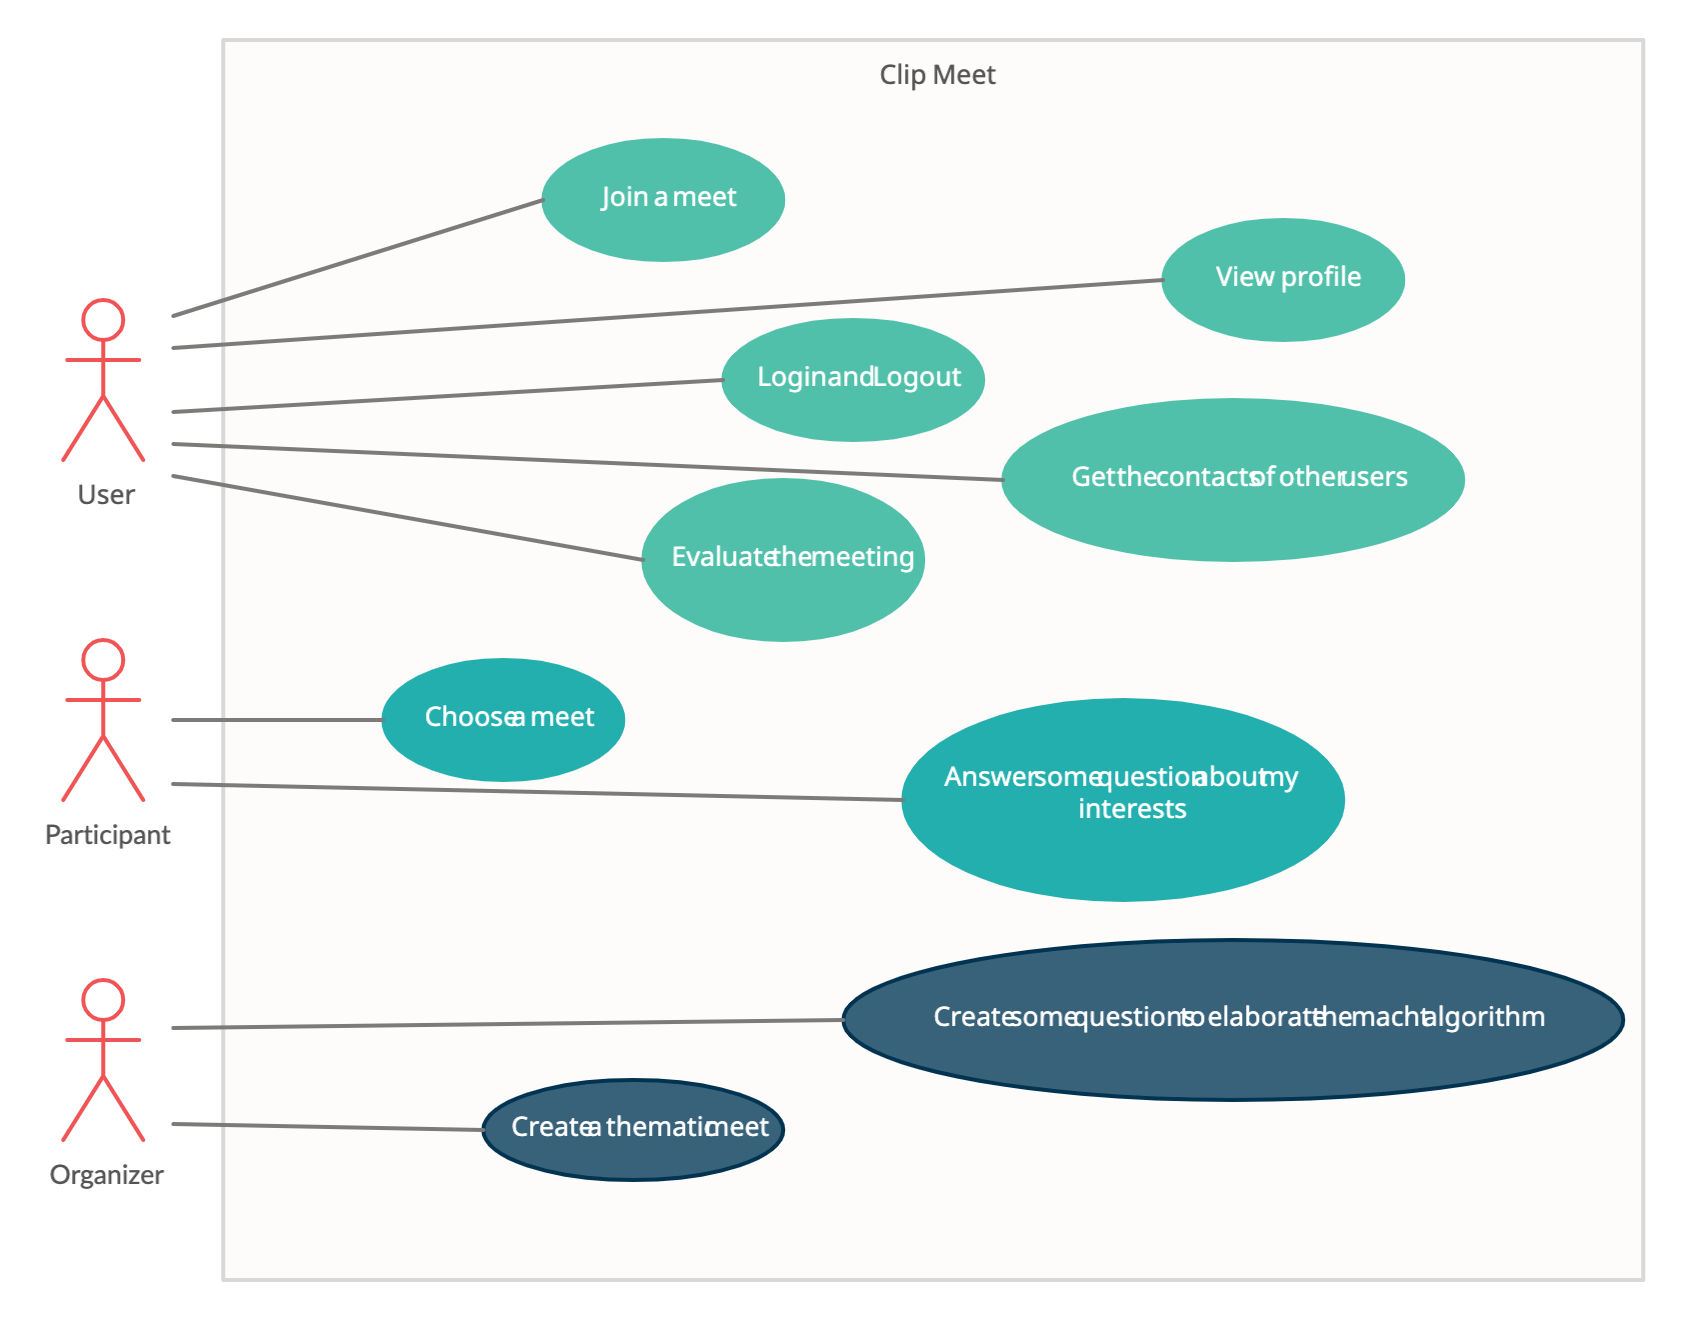 Clip Meet
Join a meet
View profile
Login and Logout
Get the contacts of other users
User
Evaluate the meeting
Choose a meet
Answer some question about my
interests
Participant
Create some questions to elaborate the macht algorithm
Create a thematic meet
Organizer